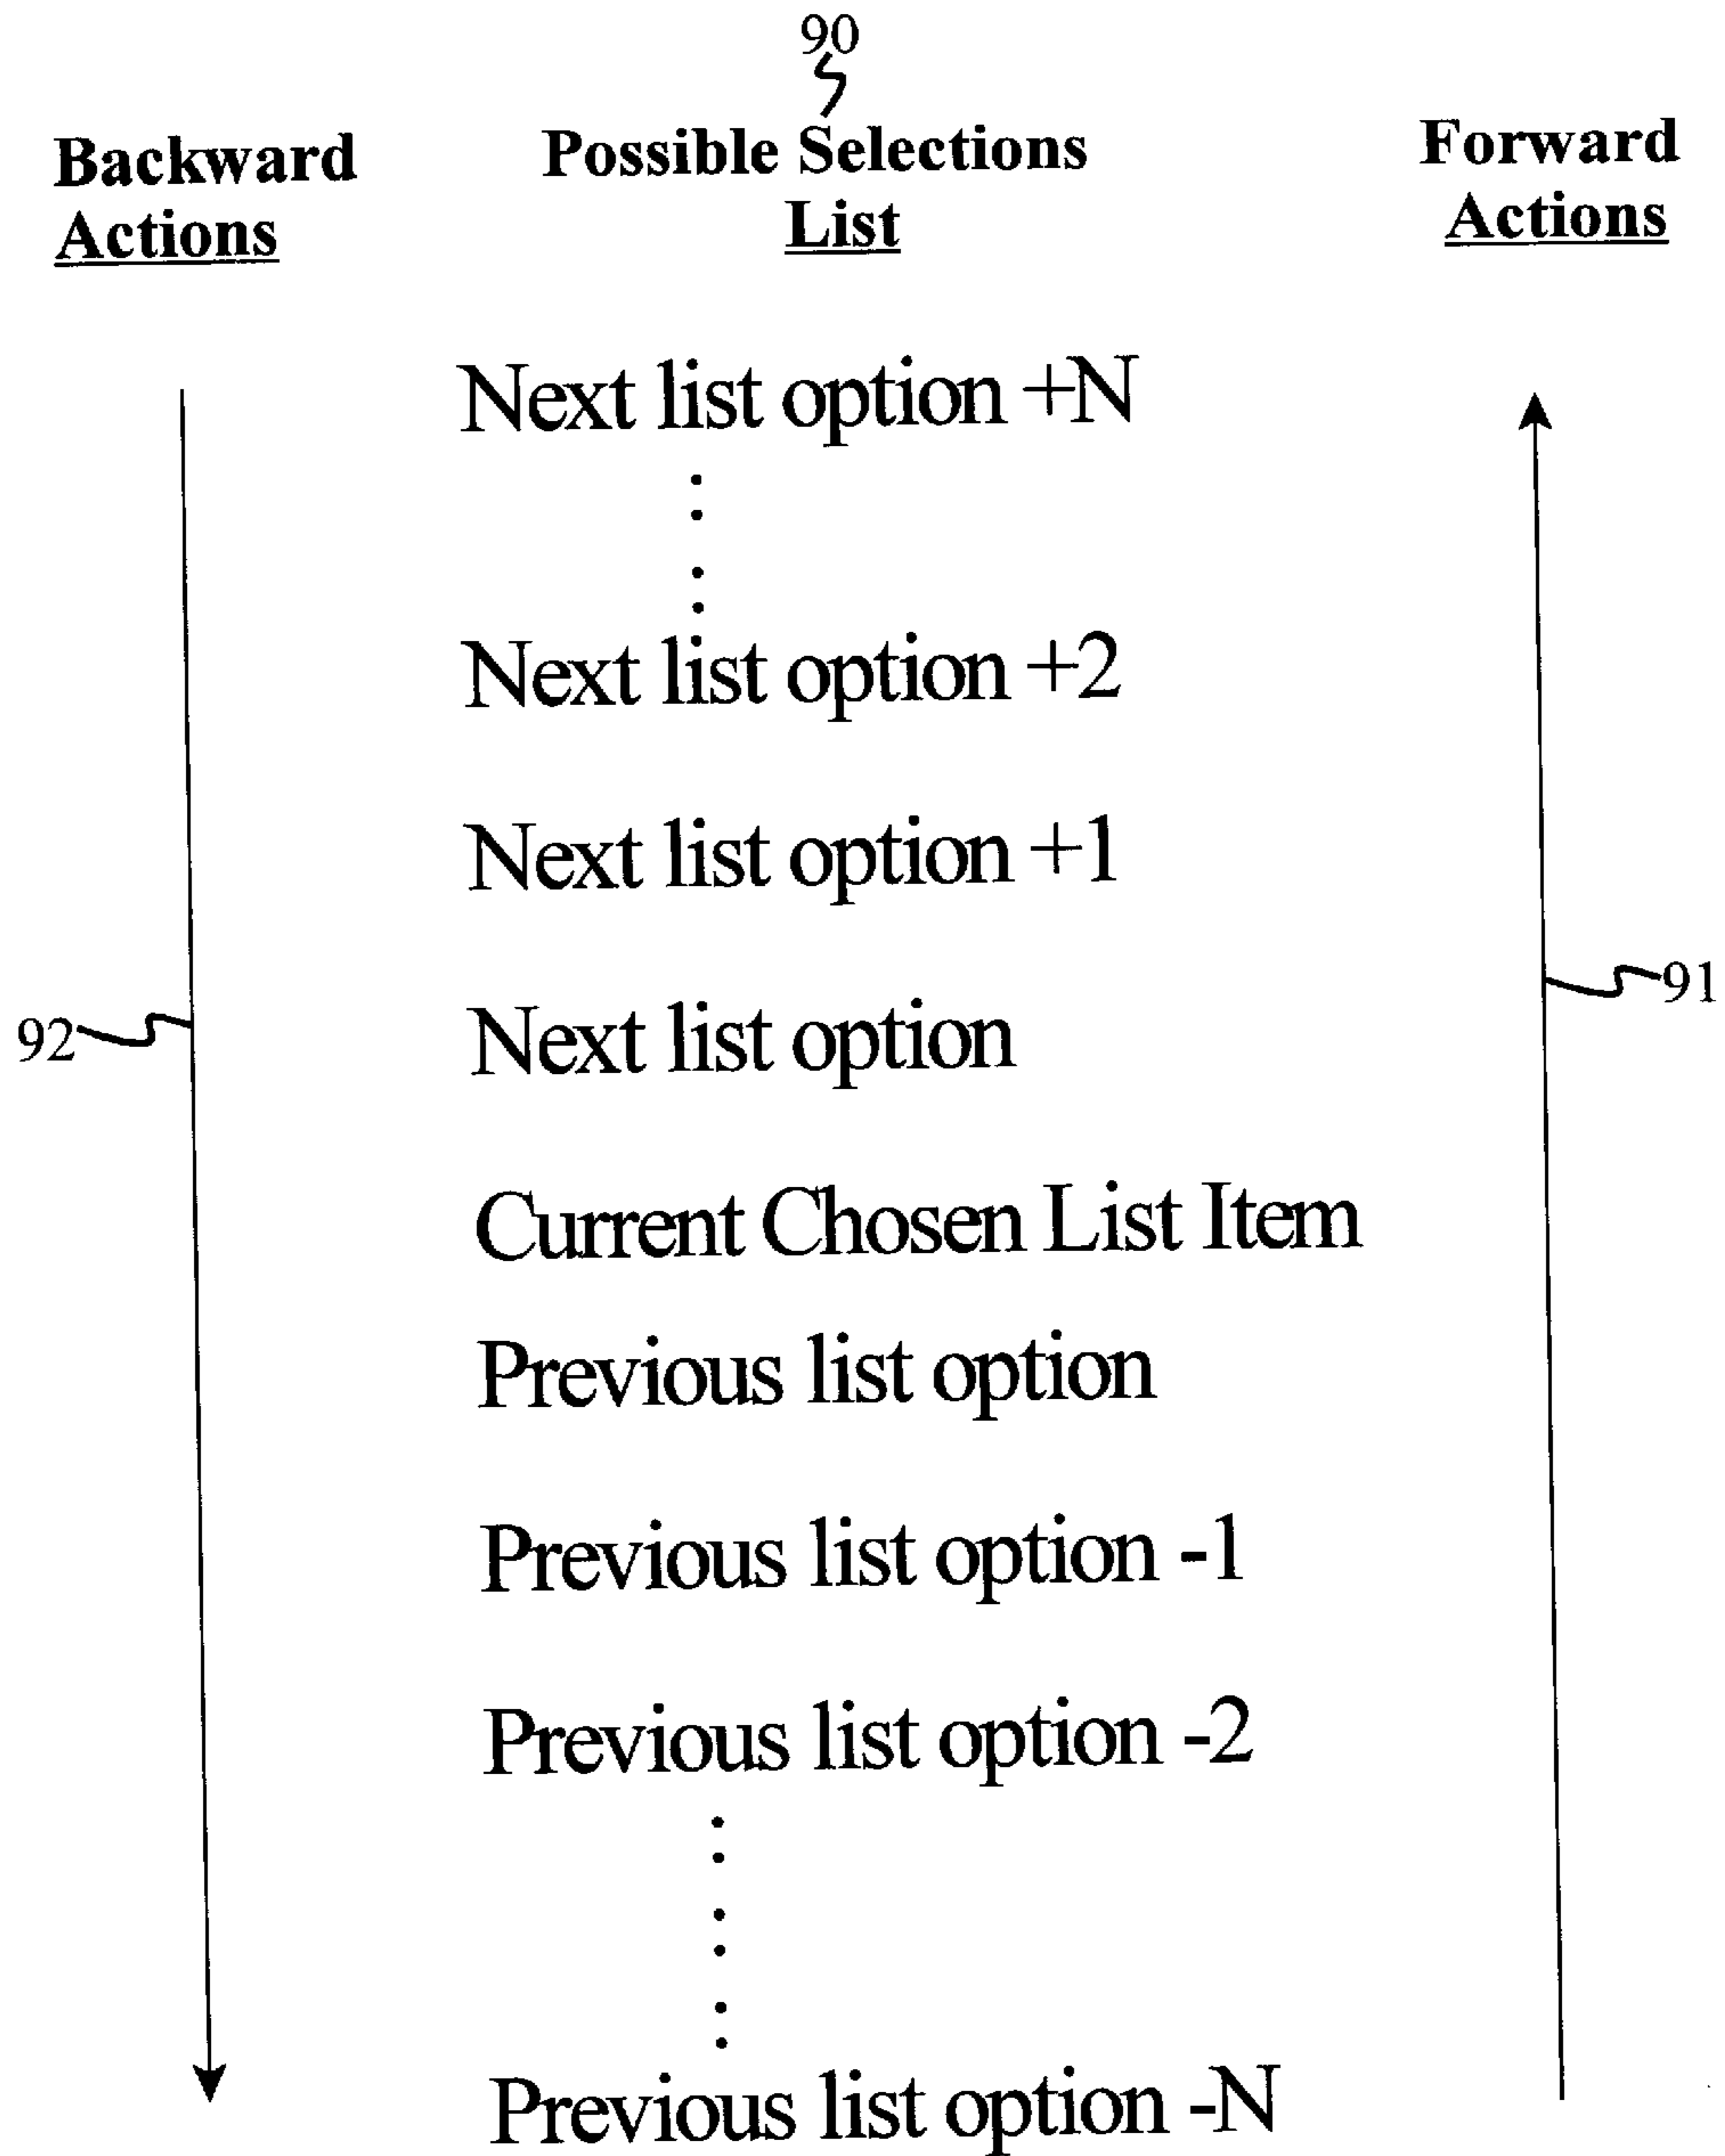 90
Backward
Actions
Possible Selections
List
Forward
Actions
Next list option +N
Next list option +2
Next list option +1
Next list option
91
92
Current Chosen List Item
Previous list option
Previous list option -1
Previous list option -2
Previous list option -N